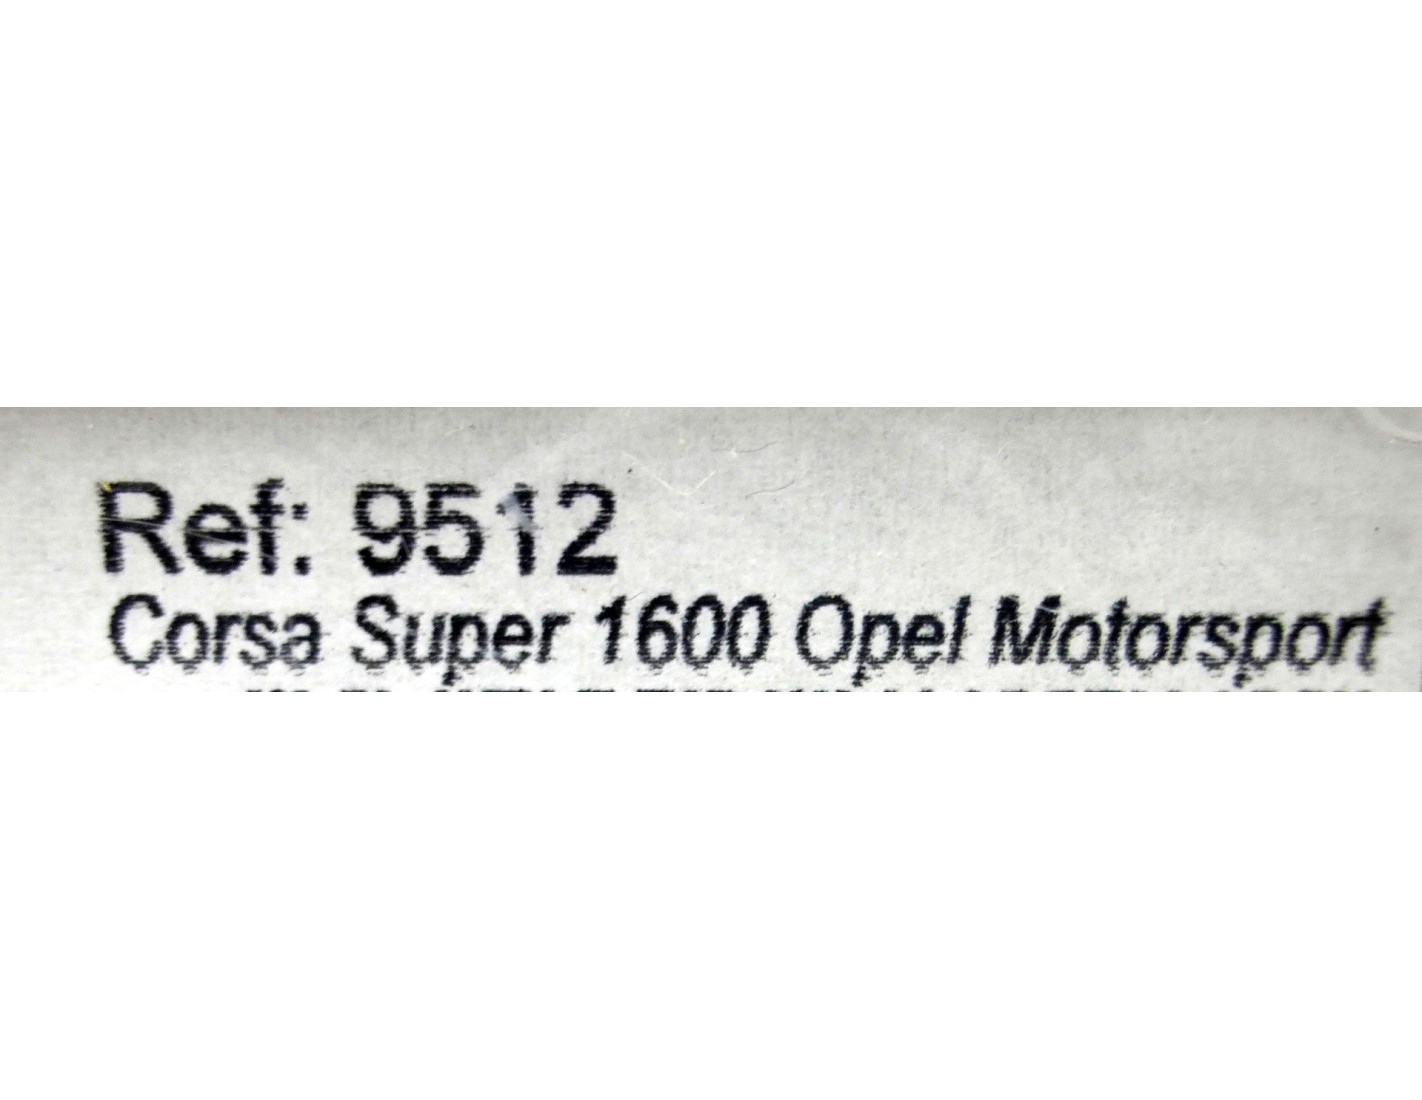 Ref: 9512
Corsa Super 1600 Opel Motorsport